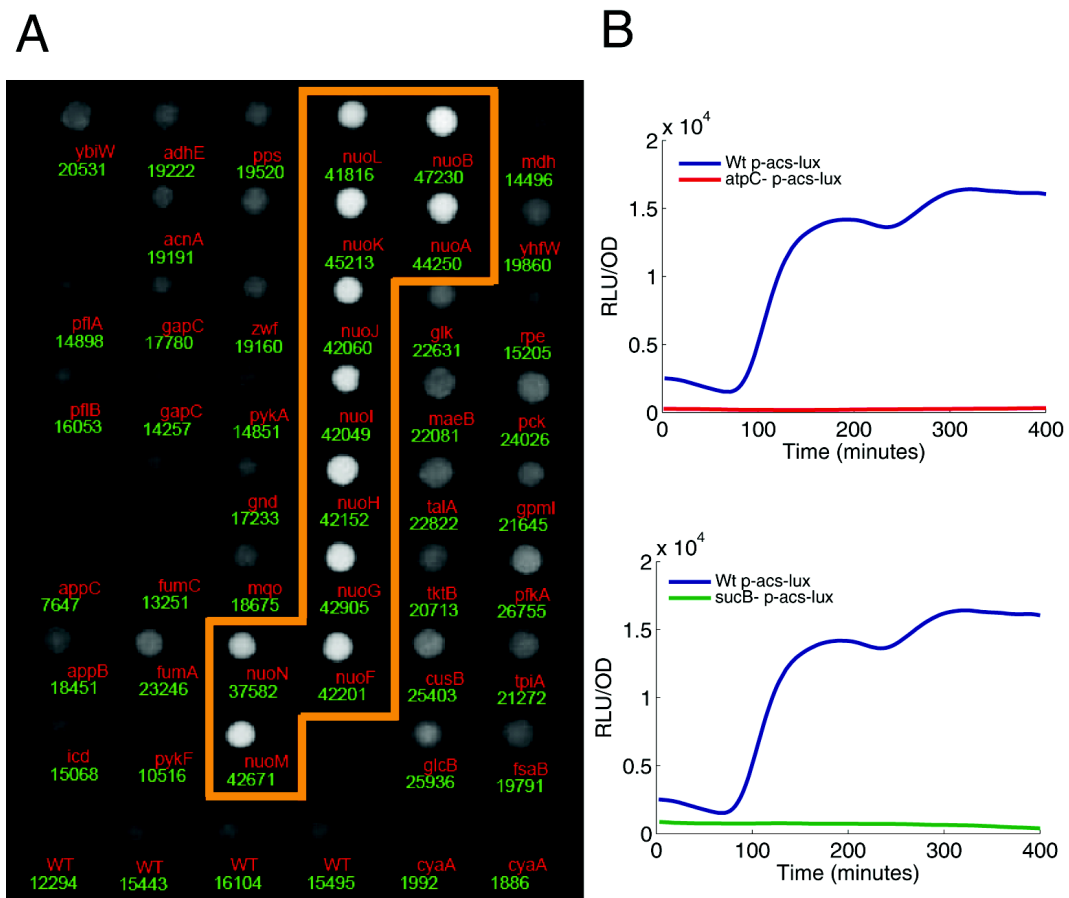 A
B
ybiW adhE pps nuoL nuoB mdh
20531 19222 19520 41816 47230 14496
acnA nuoK nuoA yhfW
19191 45213 44250 19860
pflA gapC zwf nuoJ glk rpe
14898 17780 19160 42060 22631 15205
pflB gapC pykA nuoI maeB pck
16053 14257 14851 42049 22081 24026
gnd nuoH talA gpmI
17233 42152 22822 21645
appC fumC mqo nuoG tktB pfkA
7647 13251 18675 42905 20713 26755
appB fumA nuoN nuoF cusB tpiA
18451 23246 37582 42201 25403 21272
icd pykF nuoM glcB fsaB
15068 10516 42671 25936 19791
WT WT WT WT cyaA cyaA
12294 15443 16104 15495 1992 1886
2 x 10^4
Wt p-acs-lux
atpC- p-acs-lux
1.5
1
0.5
0
RLU/OD
0 100 200 300 400
Time (minutes)
2 x 10^4
Wt p-acs-lux
sucB- p-acs-lux
1.5
1
0.5
0
RLU/OD
0 100 200 300 400
Time (minutes)